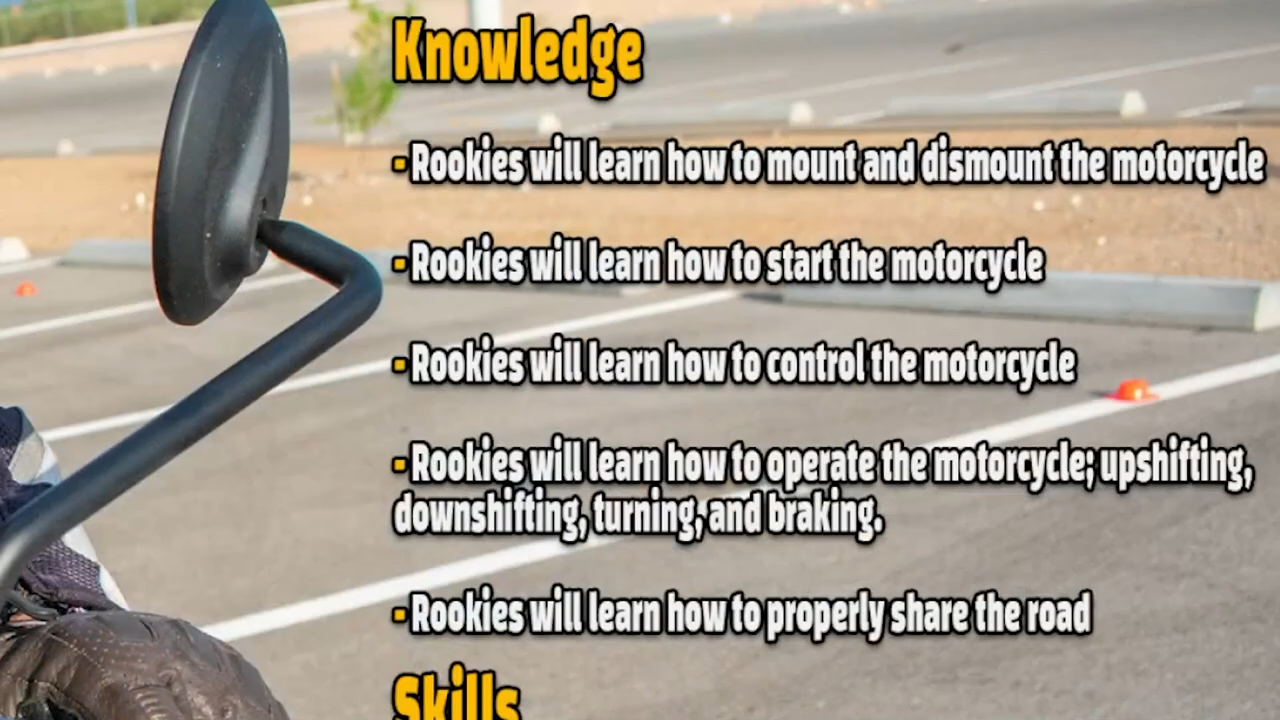 Knowledge
- Rookies will learn how to mount and dismount the motorcycle
- Rookies will learn how to start the motorcycle
- Rookies will learn how to control the motorcycle
- Rookies will learn how to operate the motorcycle; upshifting,
downshifting, turning, and braking.
- Rookies will learn how to properly share the road
Skills